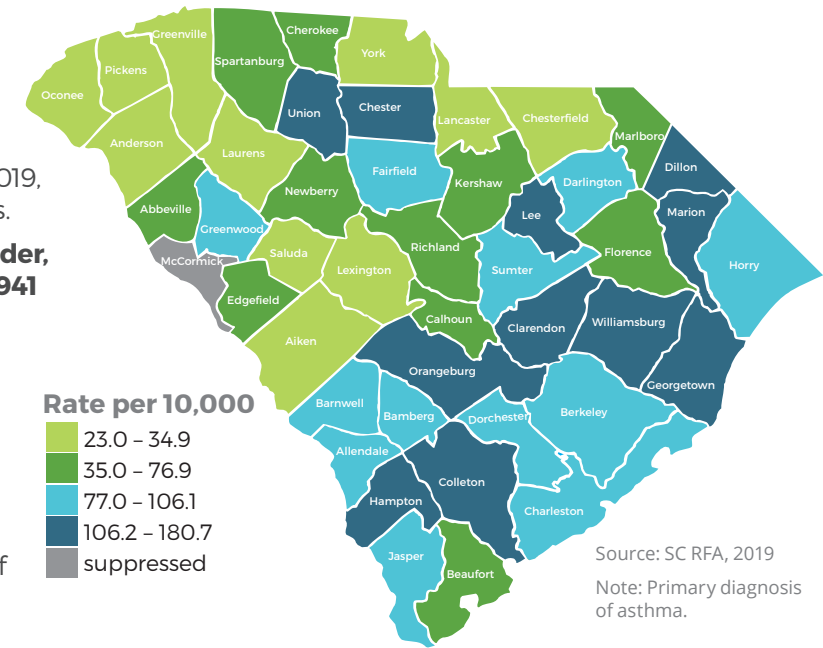 Greenville
Cherokee
York
Spartanburg
Pickens
Oconee
Union
Chester
Lancaster
Chesterfield
Marlboro
Anderson
Laurens
Dillon
Fairfield
Kershaw
Darlington
019,
s.
Newberry
Abbeville
Lee
Marion
Greenwood
Richland
Florence
der,
941
McCormick
Saluda
Lexington
Sumter
Horry
Edgefield
Calhoun
Clarendon
Williamsburg
Aiken
Orangeburg
Georgetown
Rate per 10,000
Barnwell
Bamberg
Dorchester
Berkeley
23.0 – 34.9
35.0 – 76.9
Allendale
77.0 – 106.1
Colleton
Hampton
Charleston
106.2 – 180.7
suppressed
of
Jasper
Beaufort
Source: SC RFA, 2019
Note: Primary diagnosis
of asthma.